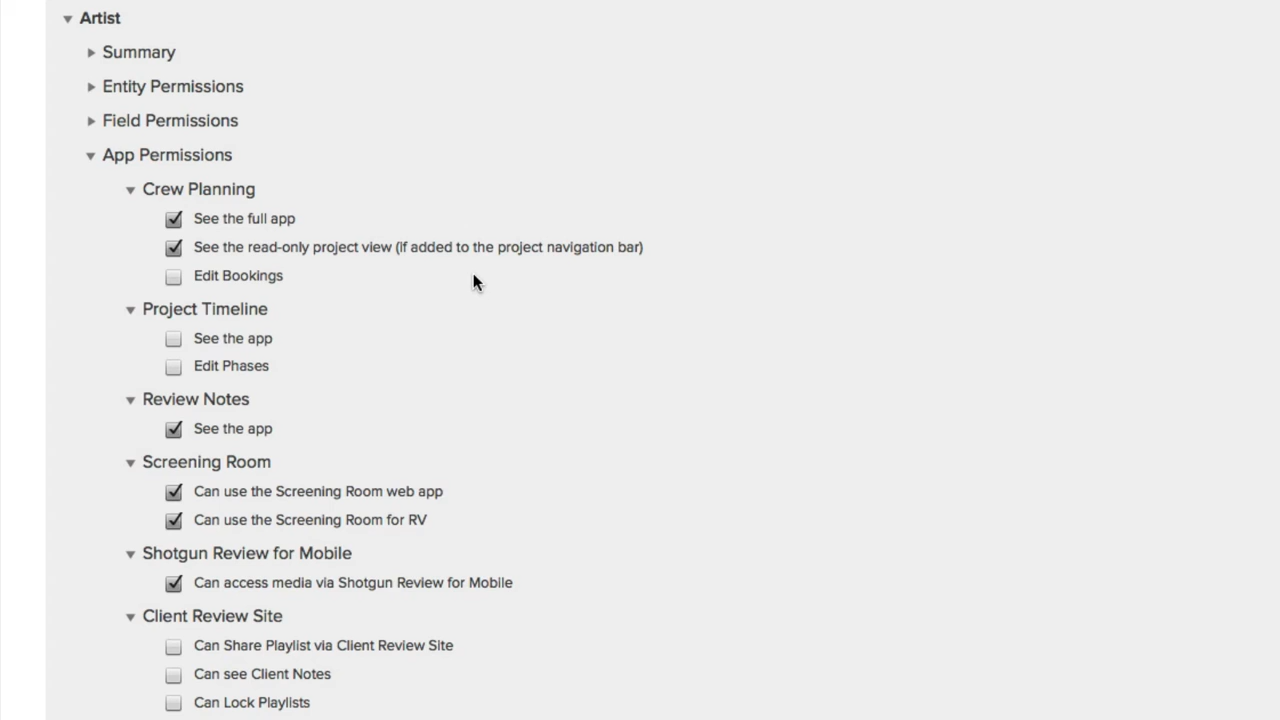 Artist
Summary
Entity Permissions
Field Permissions
App Permissions
Crew Planning
See the full app
See the read-only project view (if added to the project navigation bar)
Edit Bookings
Project Timeline
See the app
Edit Phases
Review Notes
See the app
Screening Room
Can use the Screening Room web app
Can use the Screening Room for RV
Shotgun Review for Mobile
Can access media via Shotgun Review for Mobile
Client Review Site
Can Share Playlist via Client Review Site
Can see Client Notes
Can Lock Playlists